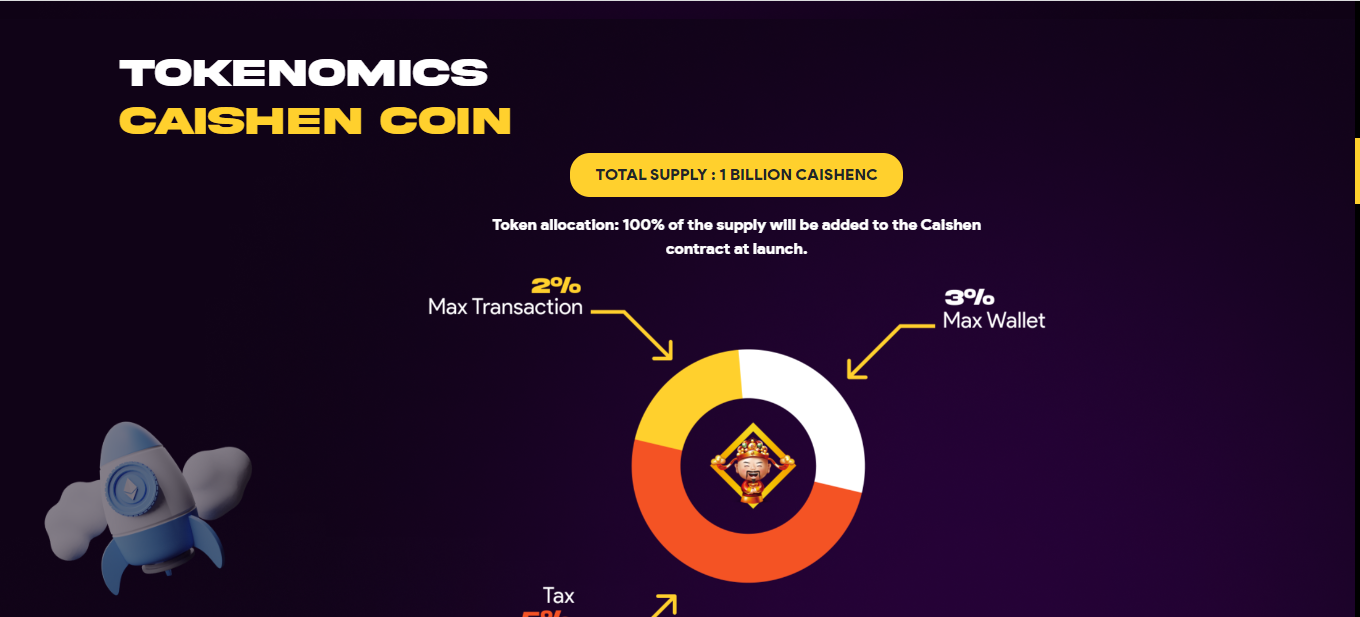 TOKENOMICS
CAISHEN COIN
TOTAL SUPPLY : 1 BILLION CAISHENC
Token allocation: 100% of the supply will be added to the Caishen
contract at launch.
2%
Max Transaction
3%
Max Wallet
Tax
5%